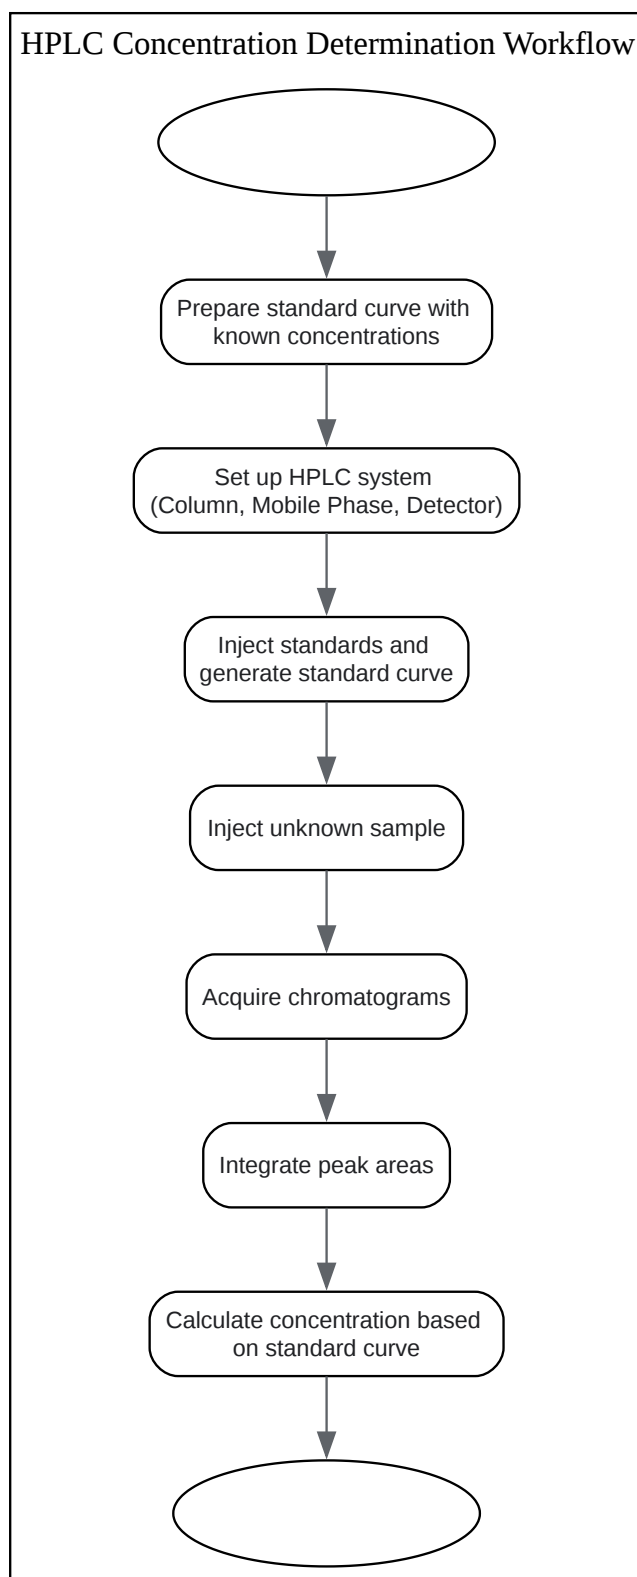 HPLC Concentration Determination Workflow
Prepare standard curve with
known concentrations
Set up HPLC system
(Column, Mobile Phase, Detector)
Inject standards and
generate standard curve
Inject unknown sample
Acquire chromatograms
Integrate peak areas
Calculate concentration based
on standard curve